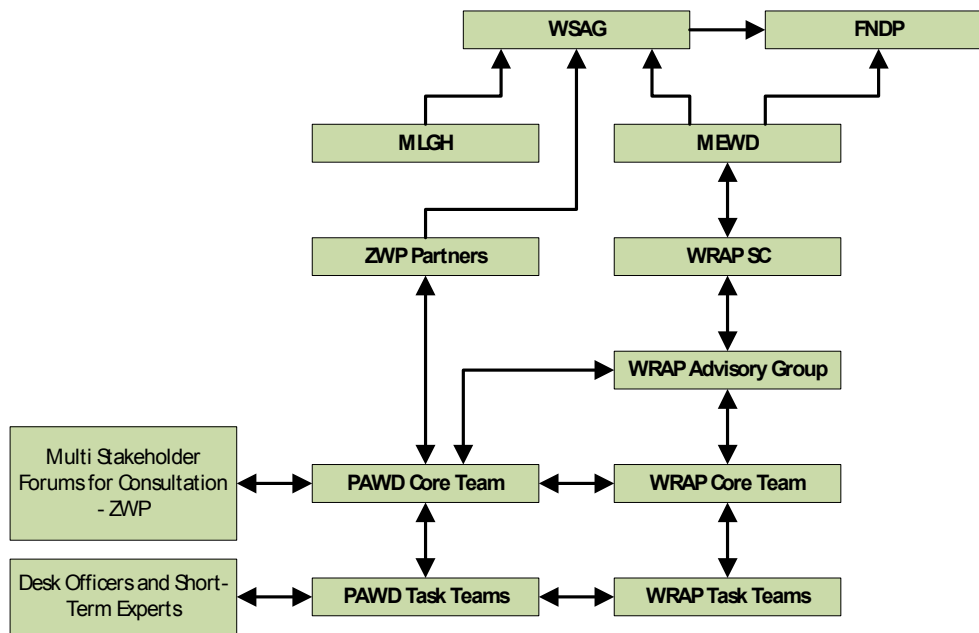 WSAG
FNDP
MLGH
MEWD
ZWP Partners
WRAP SC
WRAP Advisory Group
Multi Stakeholder
Forums for Consultation
- ZWP
PAWD Core Team
WRAP Core Team
Desk Officers and Short-
Term Experts
PAWD Task Teams
WRAP Task Teams